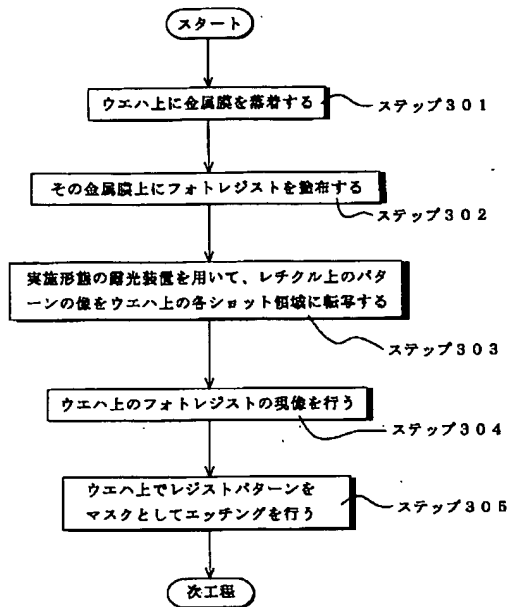 スタート
ウエハ上に金属膜を蒸着する
ステップ301
その金属膜上にフォトレジストを塗布する
ステップ302
実施形態の露光装置を用いて、レチクル上のパタ
ーンの像をウエハ上の各ショット領域に転写する
ステップ303
ウエハ上のフォトレジストの現像を行う
ステップ304
ウエハ上でレジストパターンを
マスクとしてエッチングを行う
ステップ305
次工程